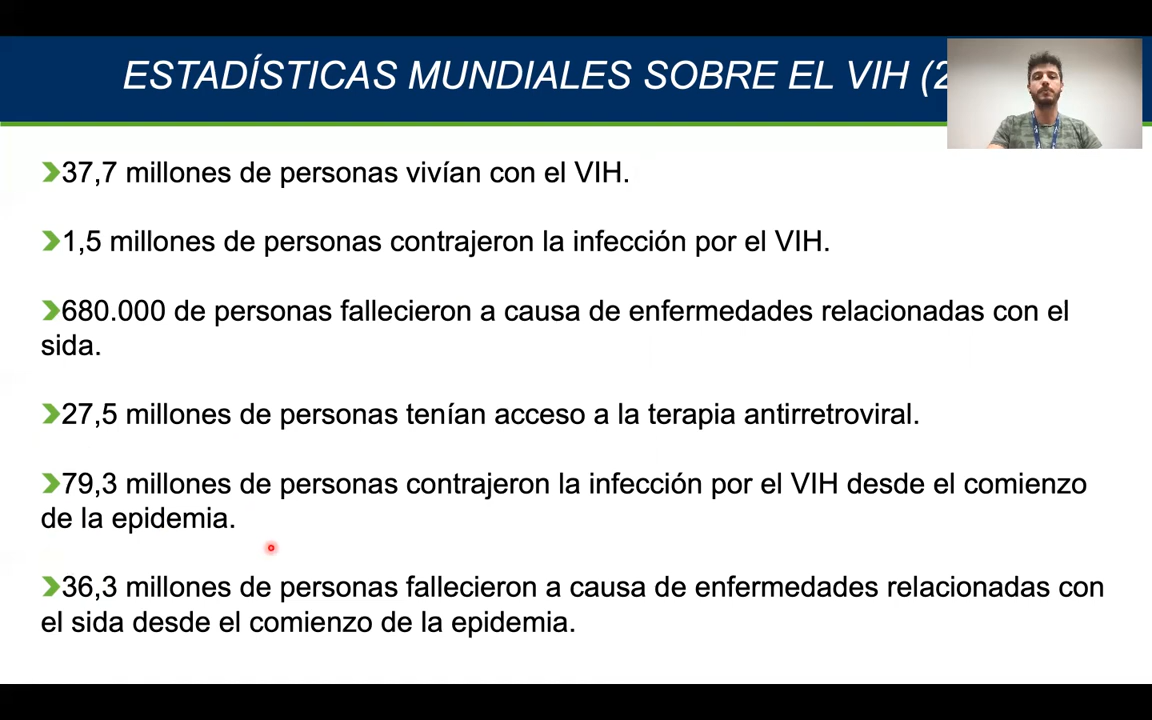 ESTADÍSTICAS MUNDIALES SOBRE EL VIH (2
37,7 millones de personas vivían con el VIH.
1,5 millones de personas contrajeron la infección por el VIH.
680.000 de personas fallecieron a causa de enfermedades relacionadas con el
sida.
27,5 millones de personas tenían acceso a la terapia antirretroviral.
79,3 millones de personas contrajeron la infección por el VIH desde el comienzo
de la epidemia.
36,3 millones de personas fallecieron a causa de enfermedades relacionadas con
el sida desde el comienzo de la epidemia.